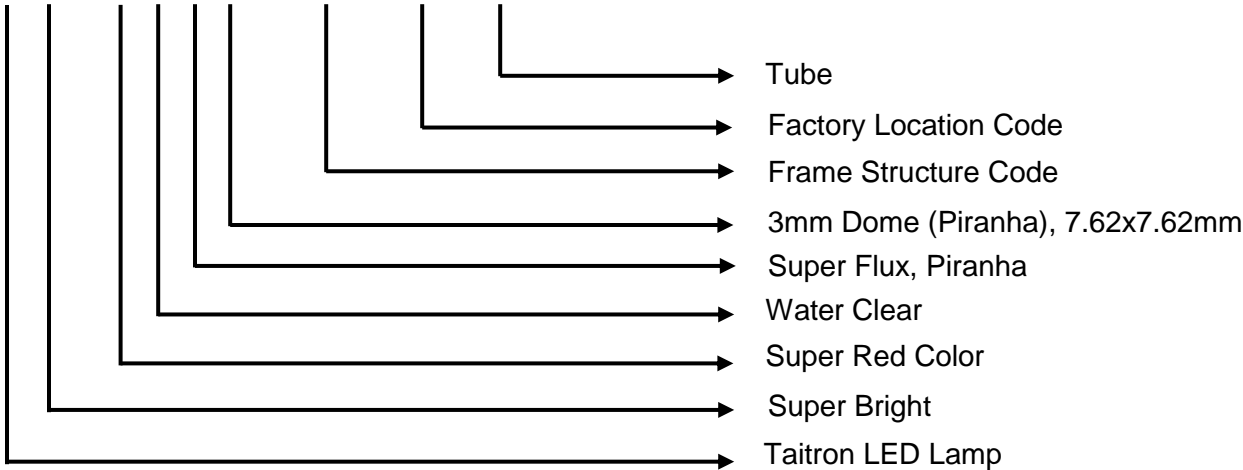 Tube
Factory Location Code
Frame Structure Code
3mm Dome (Piranha), 7.62x7.62mm
Super Flux, Piranha
Water Clear
Super Red Color
Super Bright
Taitron LED Lamp